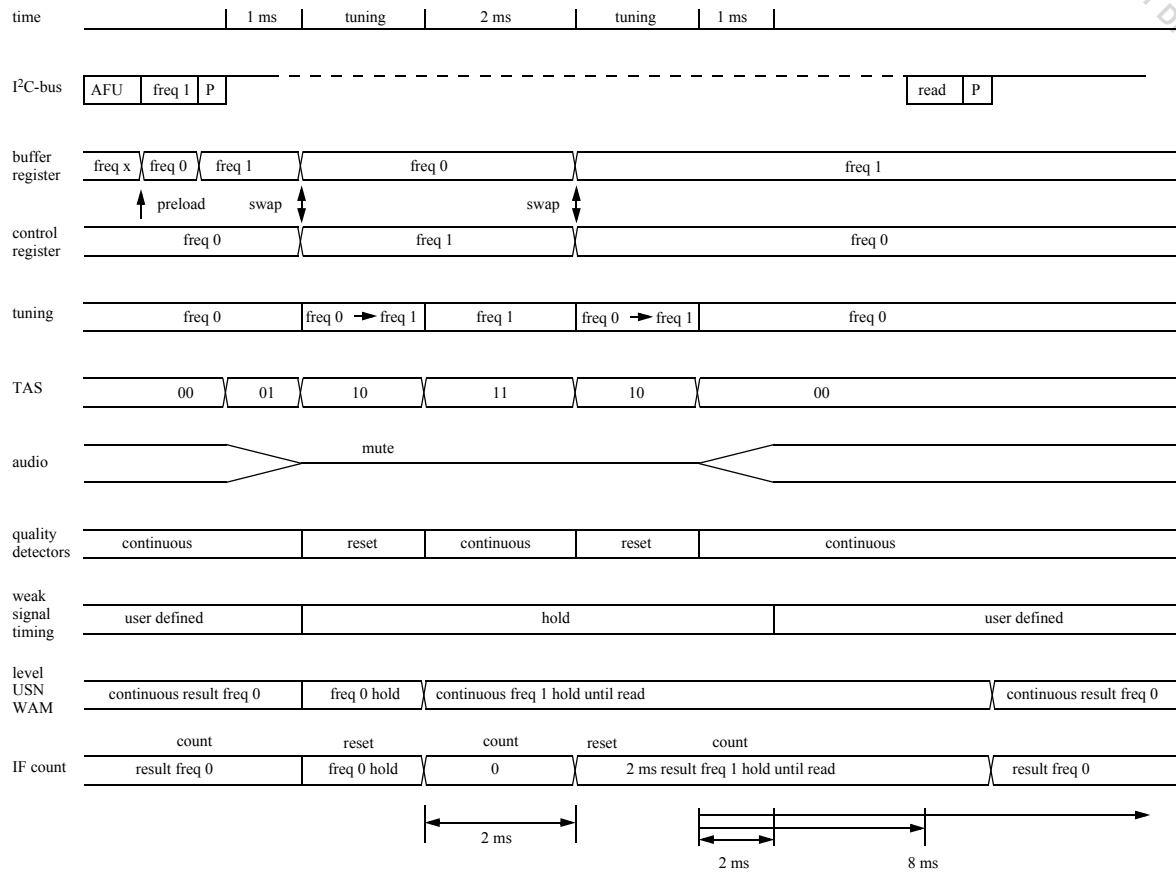 time 1 ms tuning 2 ms tuning 1 ms
I²C-bus AFU freq 1 P read P
buffer
register freq x freq 0 freq 1 freq 0 freq 1
preload swap swap
control
register freq 0 freq 1 freq 0
tuning freq 0 freq 0 freq 1 freq 1 freq 0 freq 1 freq 0
TAS 00 01 10 11 10 00
mute
audio
quality
detectors continuous reset continuous reset continuous
weak
signal
timing user defined hold user defined
level
USN
WAM continuous result freq 0 freq 0 hold continuous freq 1 hold until read continuous result freq 0
count reset count reset count
IF count result freq 0 freq 0 hold 0 2 ms result freq 1 hold until read result freq 0
2 ms
2 ms 8 ms